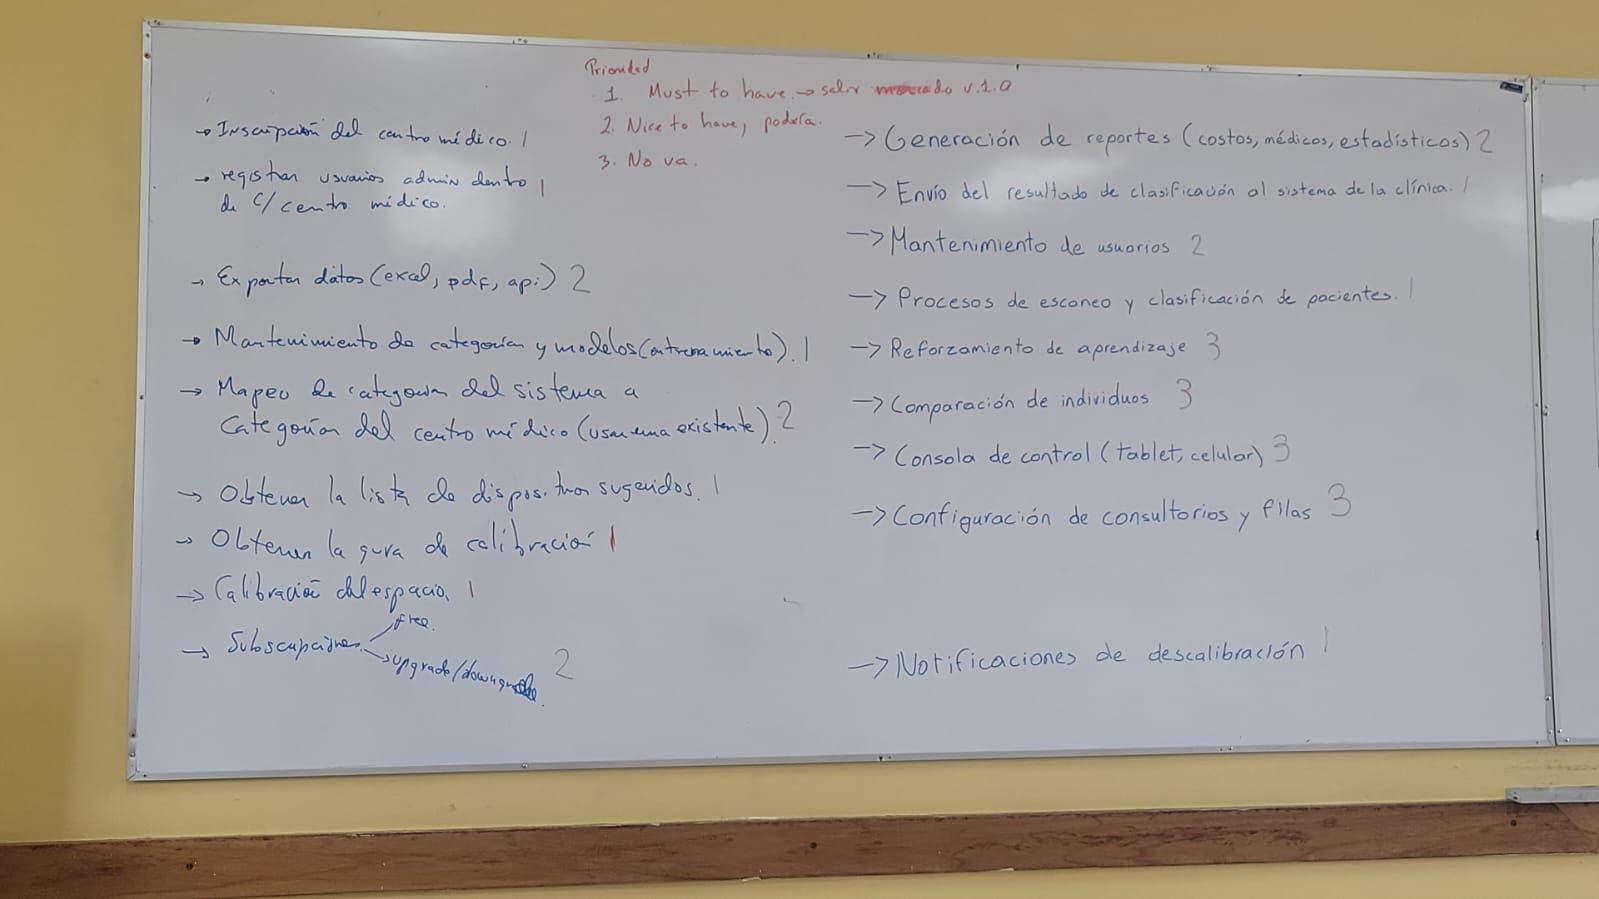 Prioridad
1. Must to have. → salir mercado v.1.0
2. Nice to have, podría.
3. No va.
→ Inscripción del centro médico. 1
→ registrar usuarios admin dentro 1
de c/ centro médico.
→ Exportar datos (excel, pdf, api) 2
→ Mantenimiento de categorías y modelos (entrenamiento). 1
→ Mapeo de categorías del sistema a
Categorías del centro médico (usar una existente). 2
→ Obtener la lista de dispositivos sugeridos. 1
→ Obtener la guía de calibración 1
→ Calibración del espacio. 1
→ Subscripciones. free.
→ upgrade/downgrade. 2
→ Generación de reportes (costos, médicos, estadísticos) 2
→ Envío del resultado de clasificación al sistema de la clínica. 1
→ Mantenimiento de usuarios 2
→ Procesos de escaneo y clasificación de pacientes. 1
→ Reforzamiento de aprendizaje 3
→ Comparación de individuos 3
→ Consola de control (tablet, celular) 3
→ Configuración de consultorios y filas 3
→ Notificaciones de descalibración 1